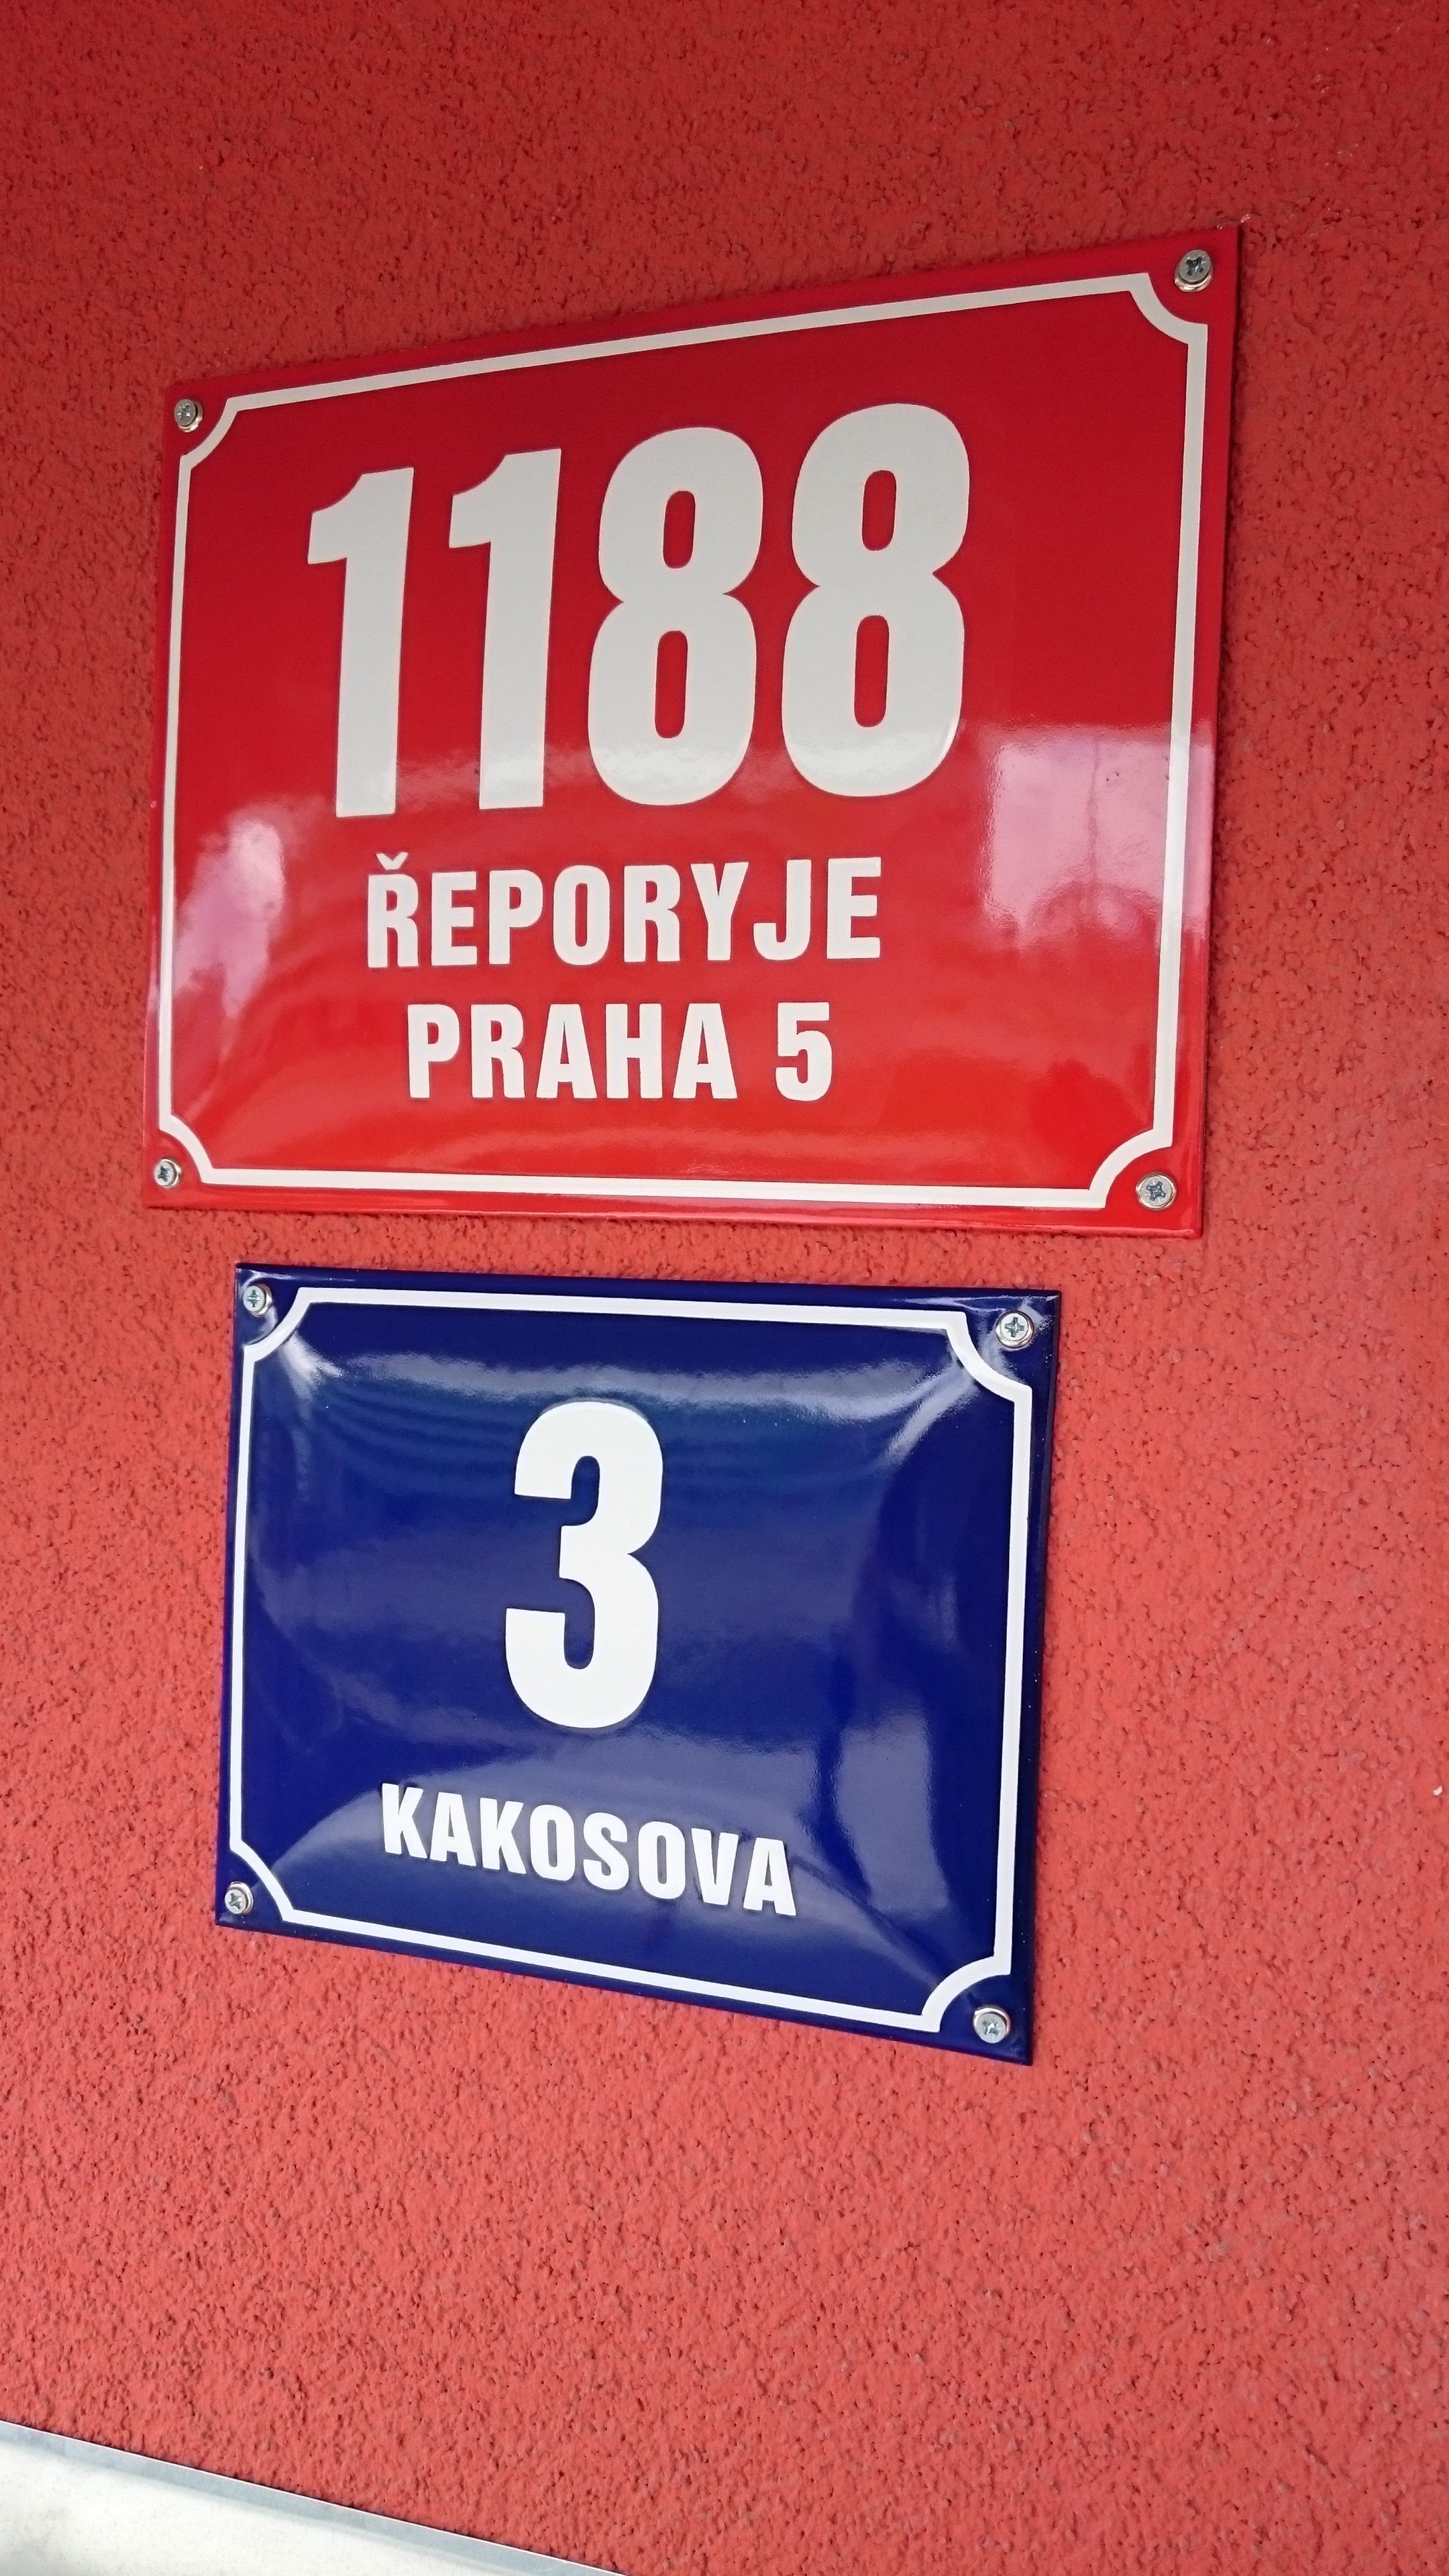 1188
ŘEPORYJE
PRAHA 5
3
KAKOSOVA